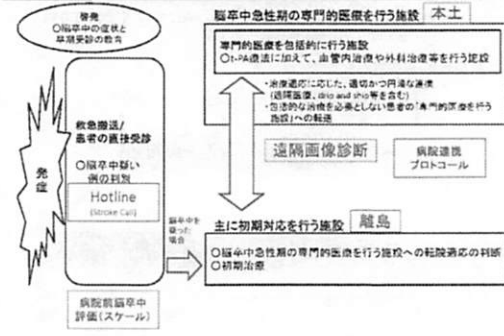 啓発
〇脳卒中の症状と
早期受診の教育
発症
救急搬送/
患者の直接受診
〇脳卒中疑い
例の判別
Hotline
(Stroke Call)
病院前脳卒中
評価(スケール)
脳卒中を
疑った
場合
脳卒中急性期の専門的医療を行う施設
本土
専門的医療を包括的に行う施設
〇t-PA療法に加えて、血管内治療や外科治療等を行う施設
・治療適応に応じた、適切かつ円滑な連携
(遠隔医療、drip and ship等を含む)
・包括的な治療を必要としない患者の「専門的医療を行う
施設」への転送
遠隔画像診断
病院連携
プロトコール
主に初期対応を行う施設
離島
〇脳卒中急性期の専門的医療を行う施設への転院適応の判断
〇初期治療